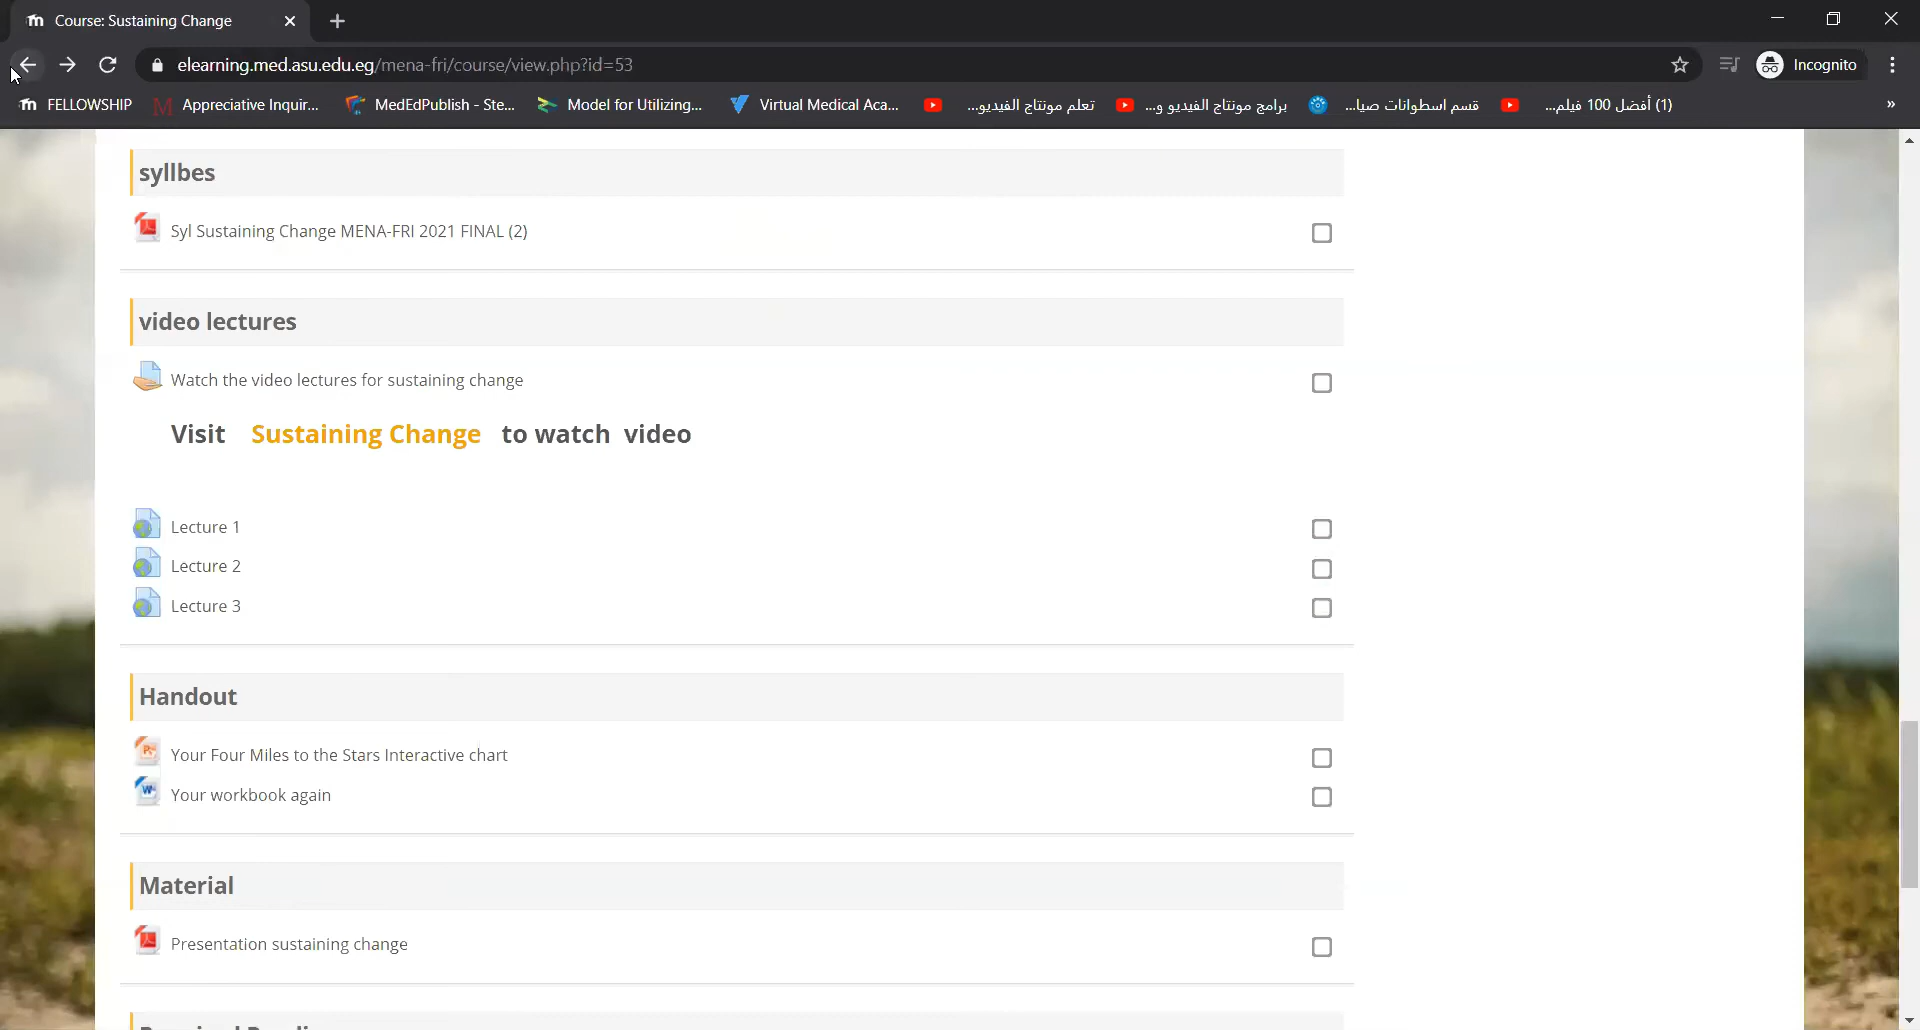 Course: Sustaining Change
elearning.med.asu.edu.eg/mena-fri/course/view.php?id=53
Incognito
FELLOWSHIP
Appreciative Inquir...
MedEdPublish - Ste...
Model for Utilizing...
Virtual Medical Aca...
تعلم مونتاج الفيديو...
برامج مونتاج الفيديو و...
قسم اسطوانات صيا...
(1) أفضل 100 فيلم...
»
syllbes
Syl Sustaining Change MENA-FRI 2021 FINAL (2)
video lectures
Watch the video lectures for sustaining change
Visit Sustaining Change to watch video
Lecture 1
Lecture 2
Lecture 3
Handout
Your Four Miles to the Stars Interactive chart
Your workbook again
Material
Presentation sustaining change